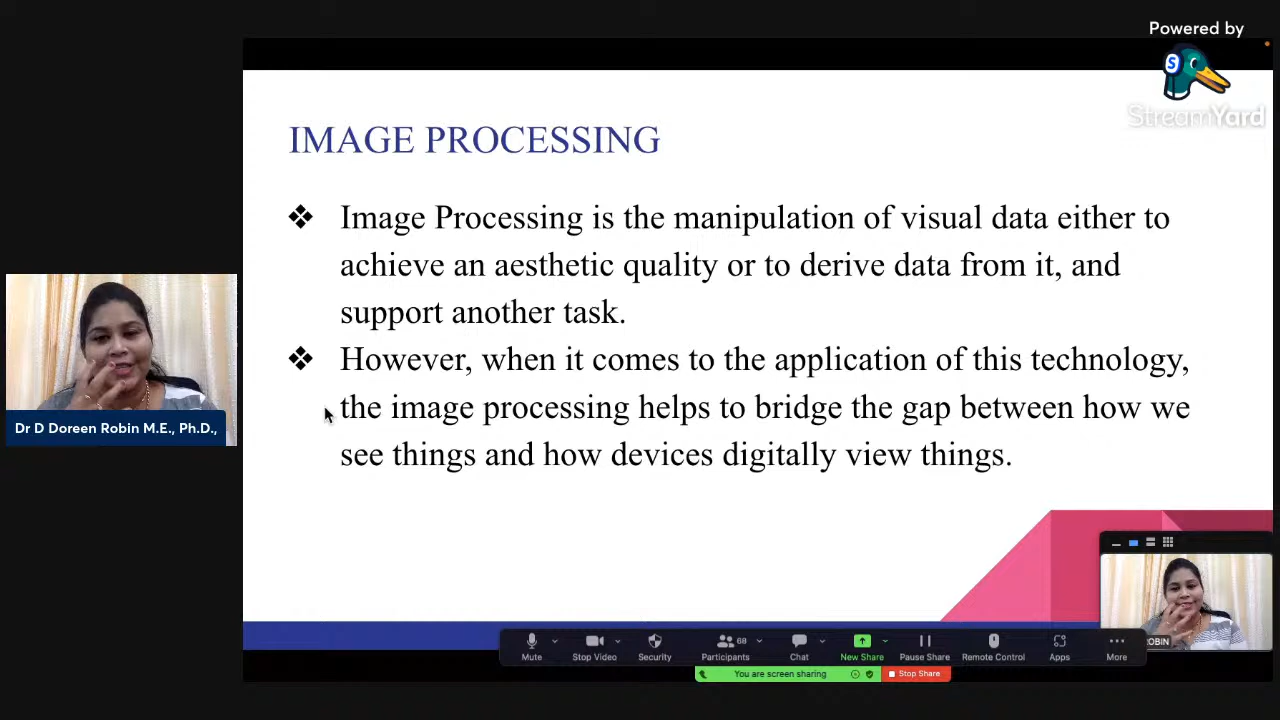 Powered by
StreamYard
IMAGE PROCESSING
❖ Image Processing is the manipulation of visual data either to
achieve an aesthetic quality or to derive data from it, and
support another task.
❖ However, when it comes to the application of this technology,
the image processing helps to bridge the gap between how we
see things and how devices digitally view things.
Dr D Doreen Robin M.E., Ph.D.,
ROBIN
68
Mute
Stop Video
Security
Participants
Chat
New Share
Pause Share
Remote Control
Apps
More
You are screen sharing
Stop Share